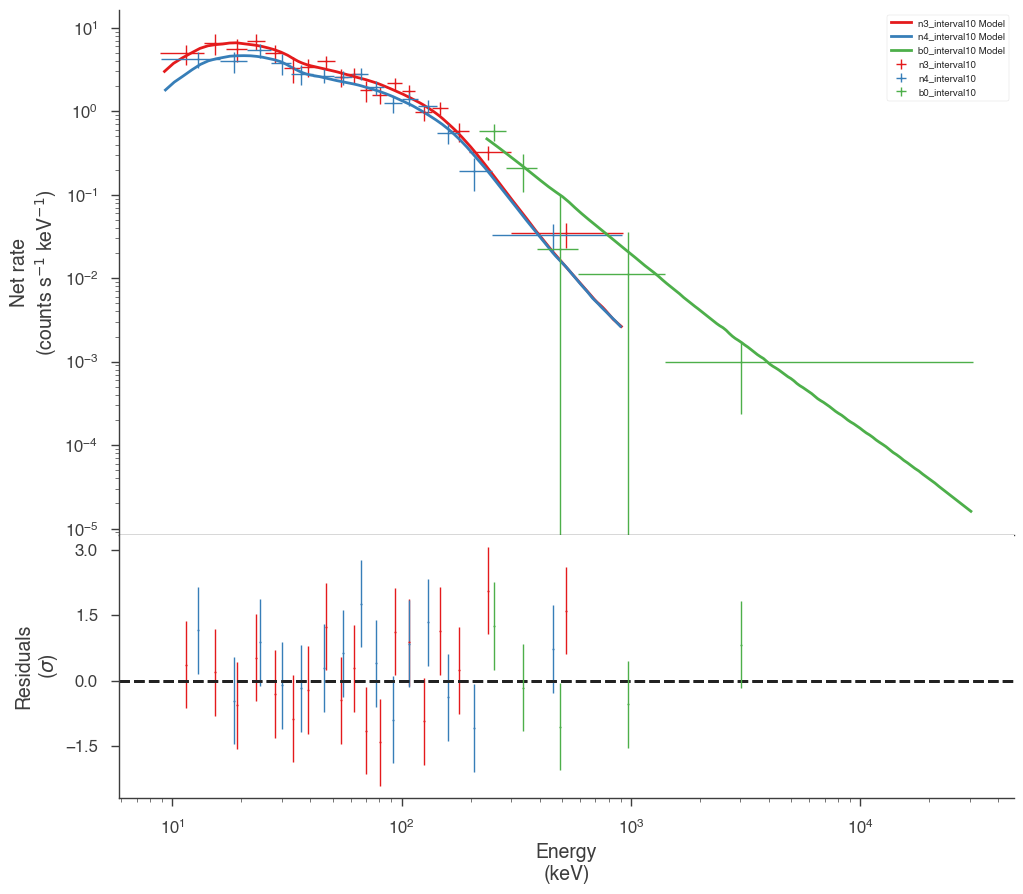 n3_interval10 Model
n4_interval10 Model
b0_interval10 Model
n3_interval10
n4_interval10
b0_interval10
Net rate
(counts s⁻¹ keV⁻¹)
10¹
10⁰
10⁻¹
10⁻²
10⁻³
10⁻⁴
10⁻⁵
Residuals
(σ)
3.0
1.5
0.0
−1.5
10¹ 10² 10³ 10⁴
Energy
(keV)